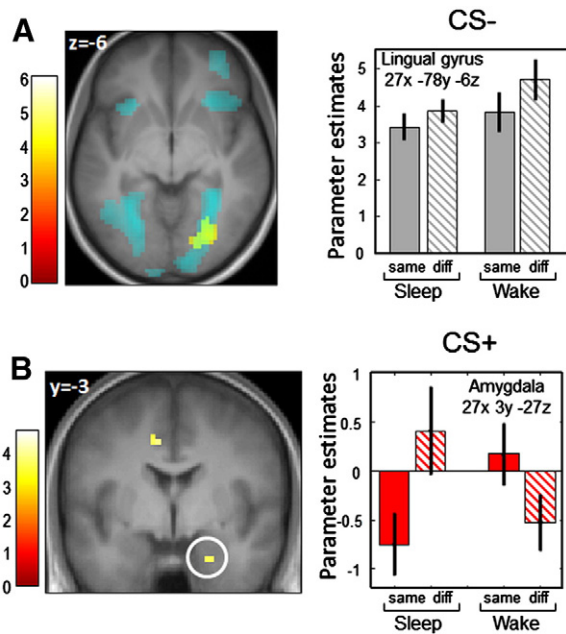 A
z=-6
6
5
4
3
2
1
0
CS-
Parameter estimates
5
4
3
2
1
0
Lingual gyrus
27x -78y -6z
same diff same diff
Sleep Wake
B
y=-3
4
3
2
1
0
CS+
Parameter estimates
1
0.5
0
-0.5
-1
Amygdala
27x 3y -27z
same diff same diff
Sleep Wake